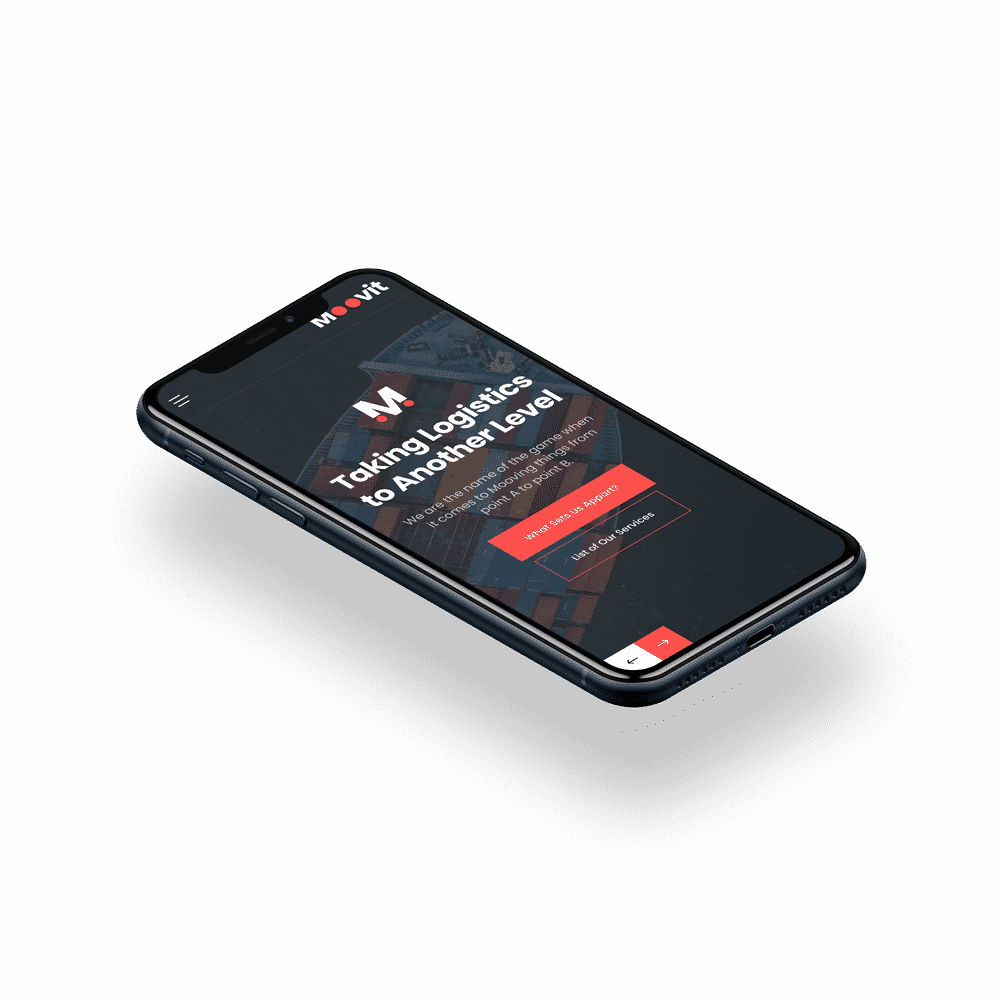 Moovit
M
Taking Logistics
to Another Level
We are the name of the game when
it comes to Mooving things from
point A to point B.
What Sets Us Appart?
List of Our Services